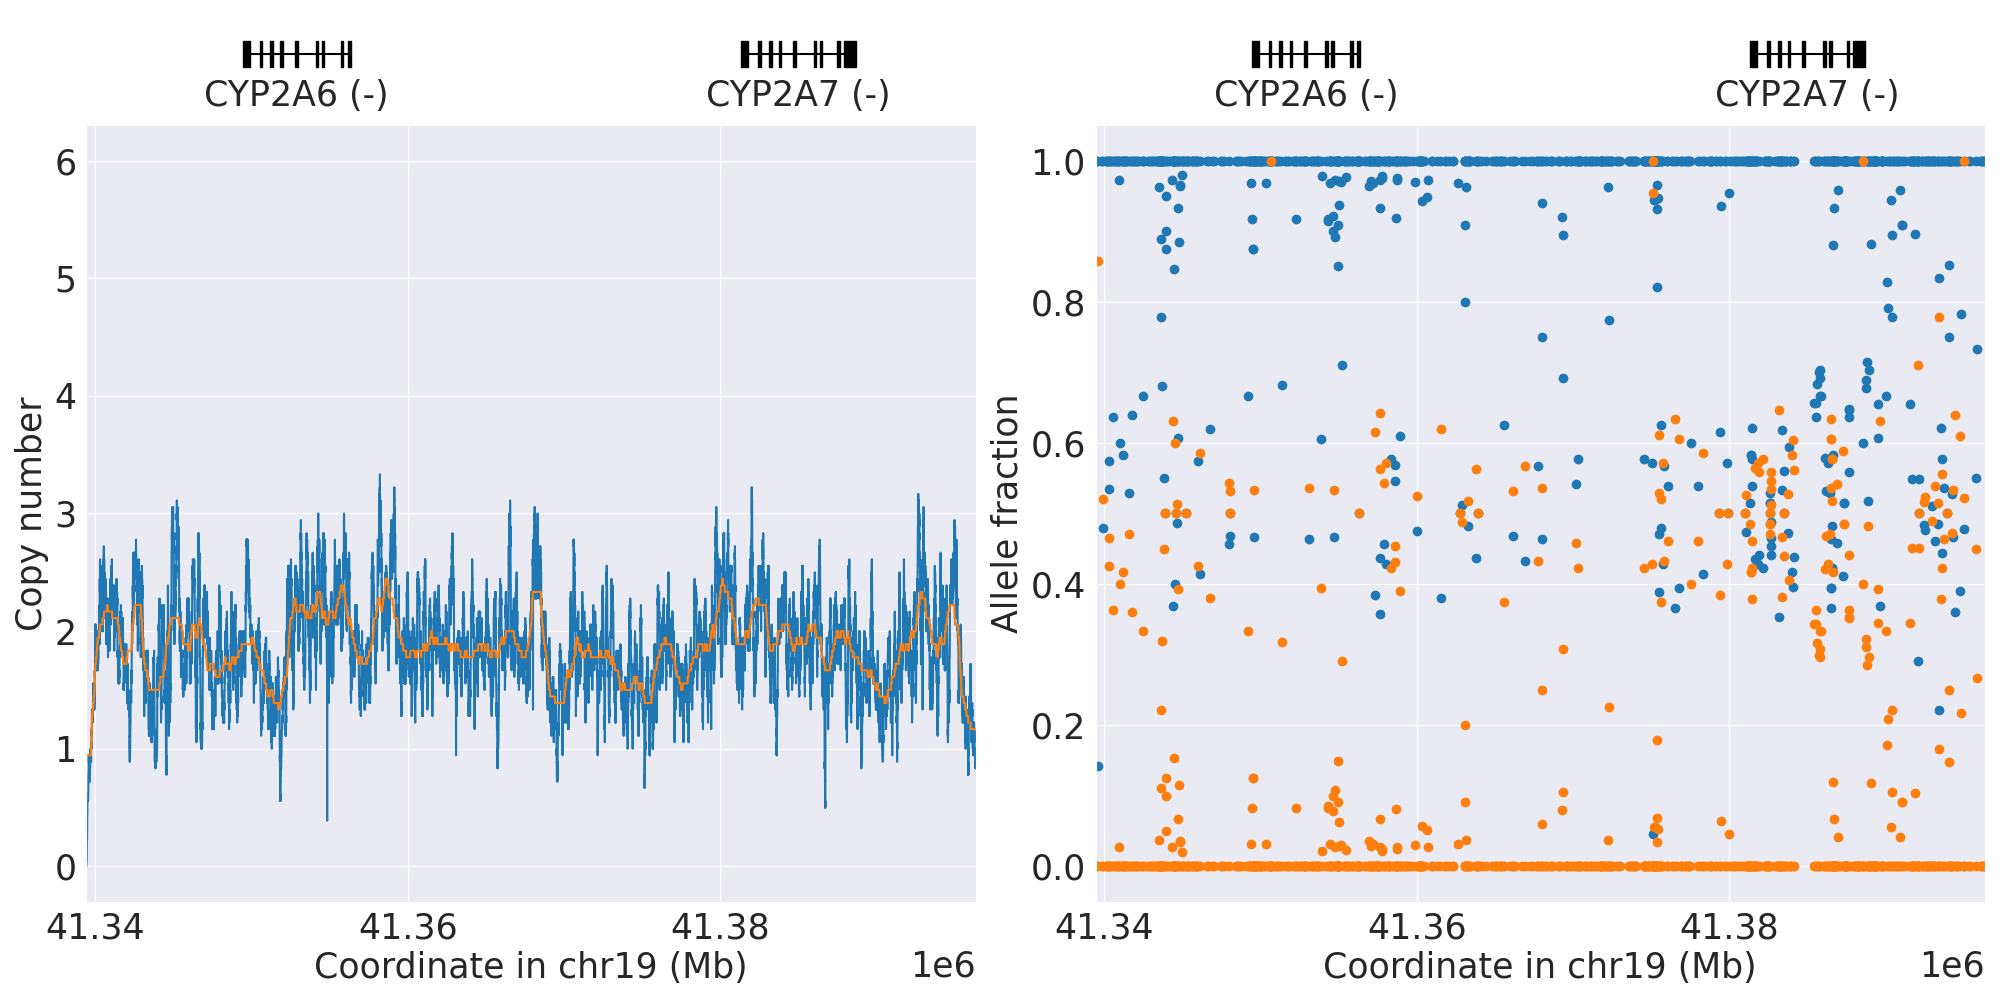 CYP2A6 (-)
CYP2A7 (-)
Copy number
6
5
4
3
2
1
0
41.34
41.36
41.38
Coordinate in chr19 (Mb)
1e6
CYP2A6 (-)
CYP2A7 (-)
Allele fraction
1.0
0.8
0.6
0.4
0.2
0.0
41.34
41.36
41.38
Coordinate in chr19 (Mb)
1e6